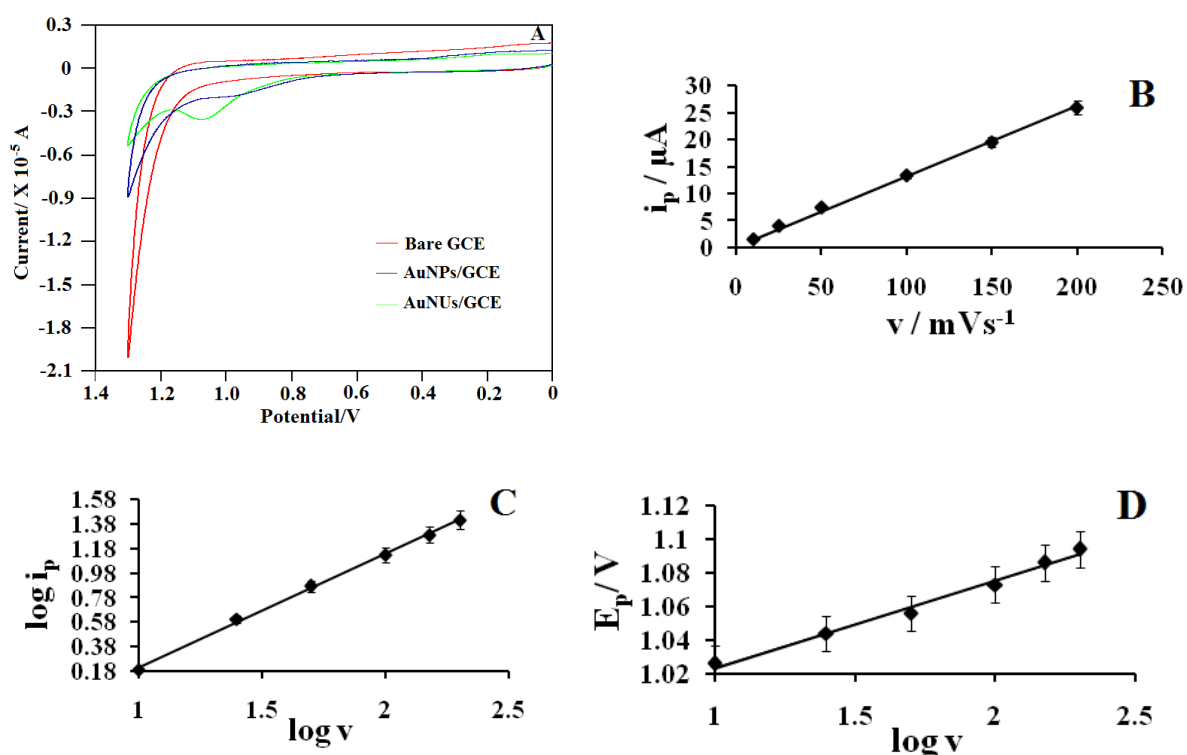 A
0.3
0
-0.3
-0.6
-0.9
-1.2
-1.5
-1.8
-2.1
Current/ X 10⁻⁵ A
Bare GCE
AuNPs/GCE
AuNUs/GCE
1.4 1.2 1.0 0.8 0.6 0.4 0.2 0
Potential/V
B
30
25
20
15
10
5
0
iₚ / µA
0 50 100 150 200 250
v / mVs⁻¹
C
1.58
1.38
1.18
0.98
0.78
0.58
0.38
0.18
log iₚ
1 1.5 2 2.5
log v
D
1.12
1.1
1.08
1.06
1.04
1.02
Eₚ/ V
1 1.5 2 2.5
log v